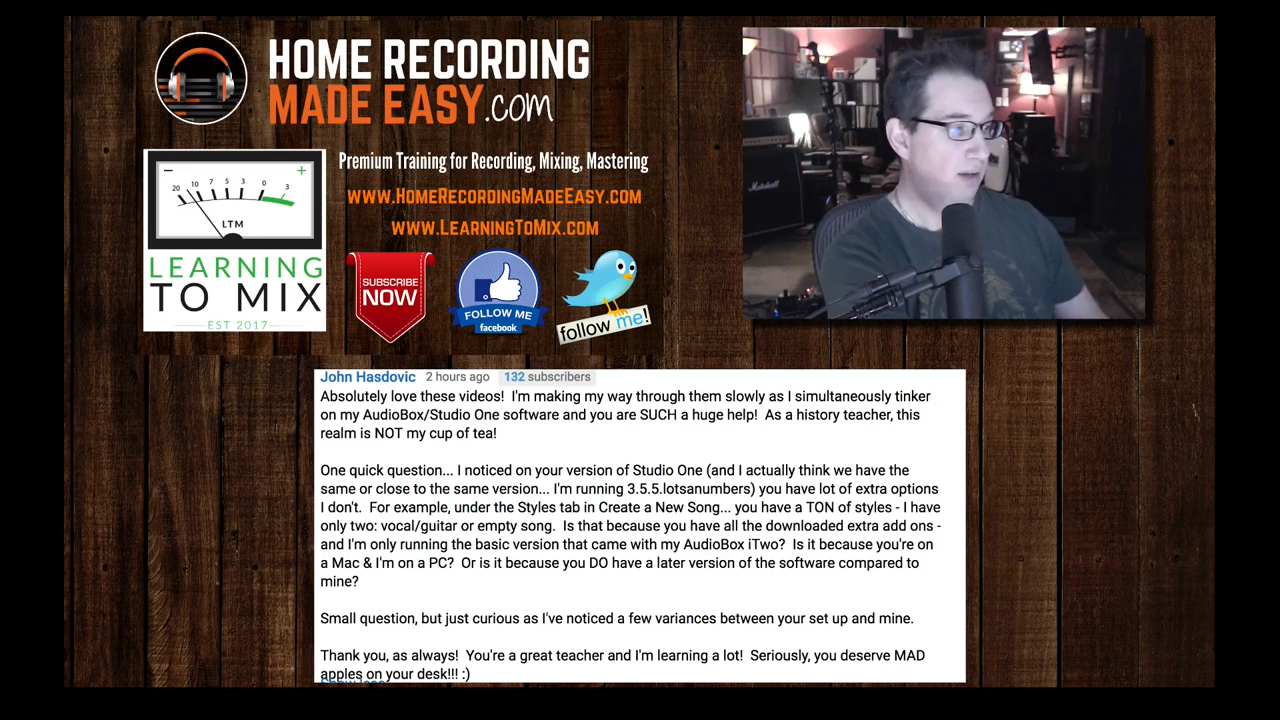 HOME RECORDING
MADE EASY.com
Premium Training for Recording, Mixing, Mastering
www.HomeRecordingMadeEasy.com
www.LearningToMix.com
− +
20 10 7 5 3 0 3
LTM
LEARNING
TO MIX
EST 2017
SUBSCRIBE
NOW
FOLLOW ME
facebook
follow me!
Marshall
John Hasdovic 2 hours ago 132 subscribers
Absolutely love these videos! I'm making my way through them slowly as I simultaneously tinker
on my AudioBox/Studio One software and you are SUCH a huge help! As a history teacher, this
realm is NOT my cup of tea!
One quick question... I noticed on your version of Studio One (and I actually think we have the
same or close to the same version... I'm running 3.5.5.lotsanumbers) you have lot of extra options
I don't. For example, under the Styles tab in Create a New Song... you have a TON of styles - I have
only two: vocal/guitar or empty song. Is that because you have all the downloaded extra add ons -
and I'm only running the basic version that came with my AudioBox iTwo? Is it because you're on
a Mac & I'm on a PC? Or is it because you DO have a later version of the software compared to
mine?
Small question, but just curious as I've noticed a few variances between your set up and mine.
Thank you, as always! You're a great teacher and I'm learning a lot! Seriously, you deserve MAD
apples on your desk!!! :)